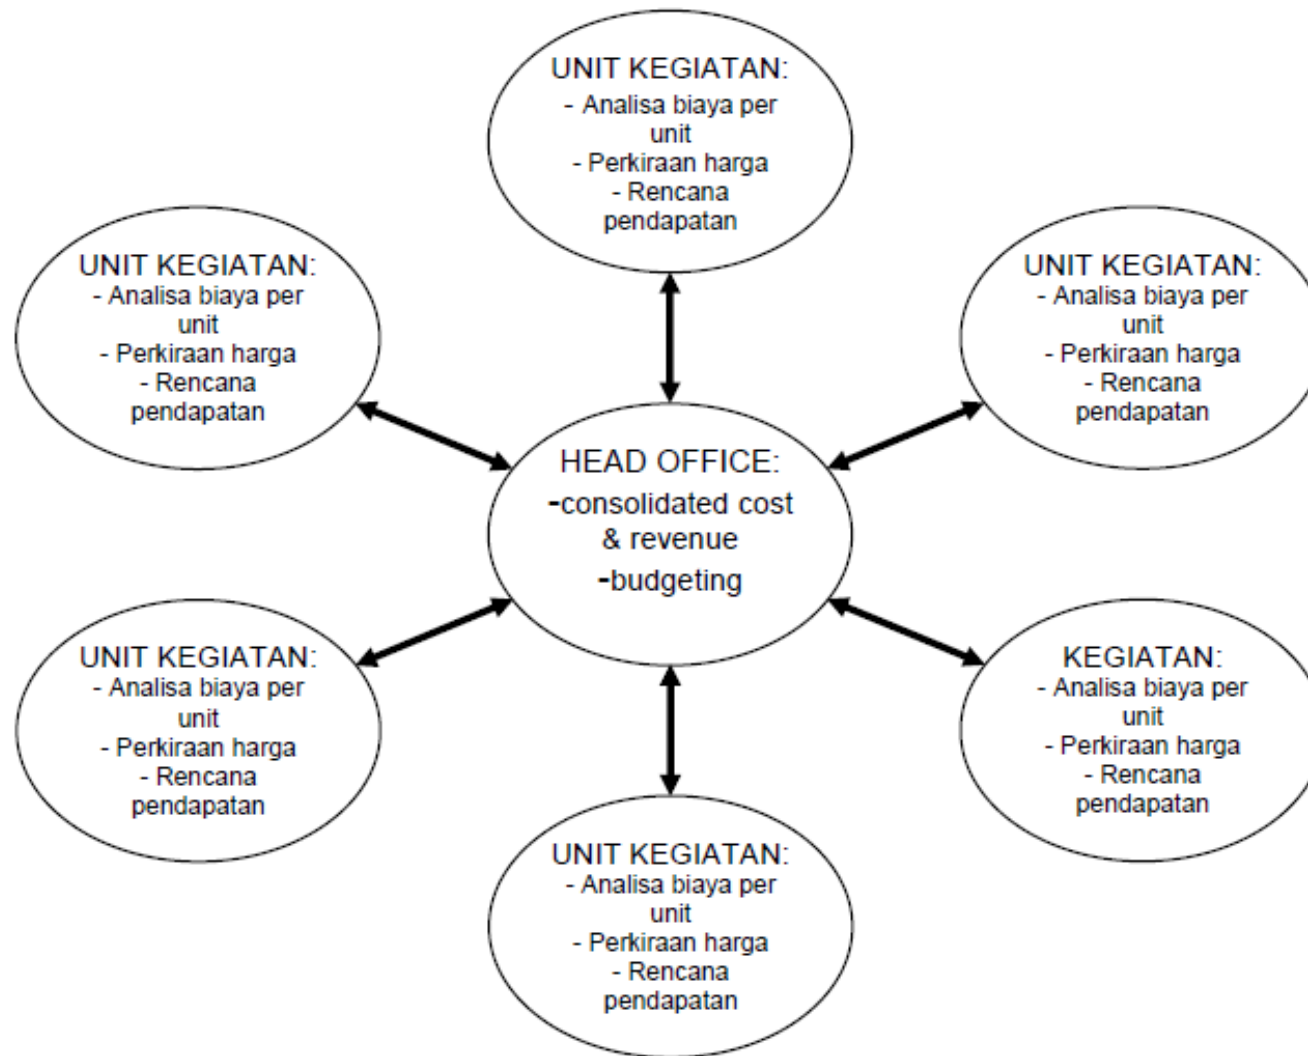 UNIT KEGIATAN:
- Analisa biaya per
unit
- Perkiraan harga
- Rencana
pendapatan
UNIT KEGIATAN:
- Analisa biaya per
unit
- Perkiraan harga
- Rencana
pendapatan
UNIT KEGIATAN:
- Analisa biaya per
unit
- Perkiraan harga
- Rencana
pendapatan
HEAD OFFICE:
-consolidated cost
& revenue
-budgeting
UNIT KEGIATAN:
- Analisa biaya per
unit
- Perkiraan harga
- Rencana
pendapatan
KEGIATAN:
- Analisa biaya per
unit
- Perkiraan harga
- Rencana
pendapatan
UNIT KEGIATAN:
- Analisa biaya per
unit
- Perkiraan harga
- Rencana
pendapatan